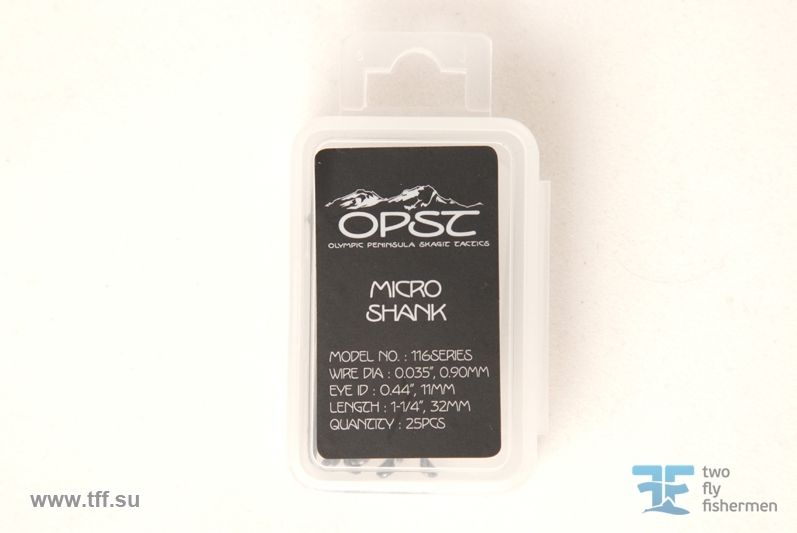 OPST
OLYMPIC PENINSULA SKAGIT TACTICS
MICRO
SHANK
MODEL NO. : 116SERIES
WIRE DIA : 0.035", 0.90MM
EYE ID : 0.44", 11MM
LENGTH : 1-1/4", 32MM
QUANTITY : 25PCS
www.tff.su
two
fly
fishermen